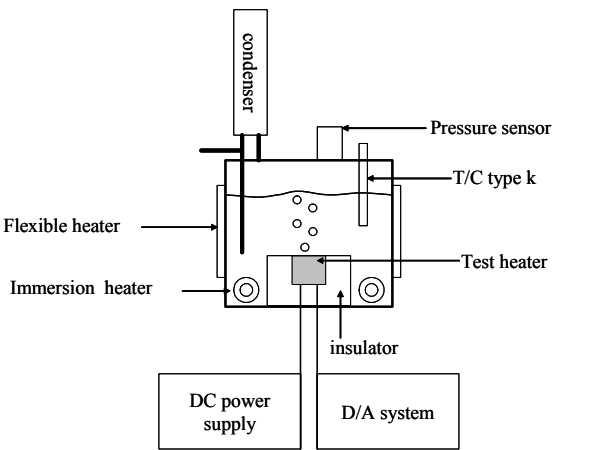 condenser
Pressure sensor
T/C type k
Flexible heater
Test heater
Immersion heater
insulator
DC power
supply
D/A system